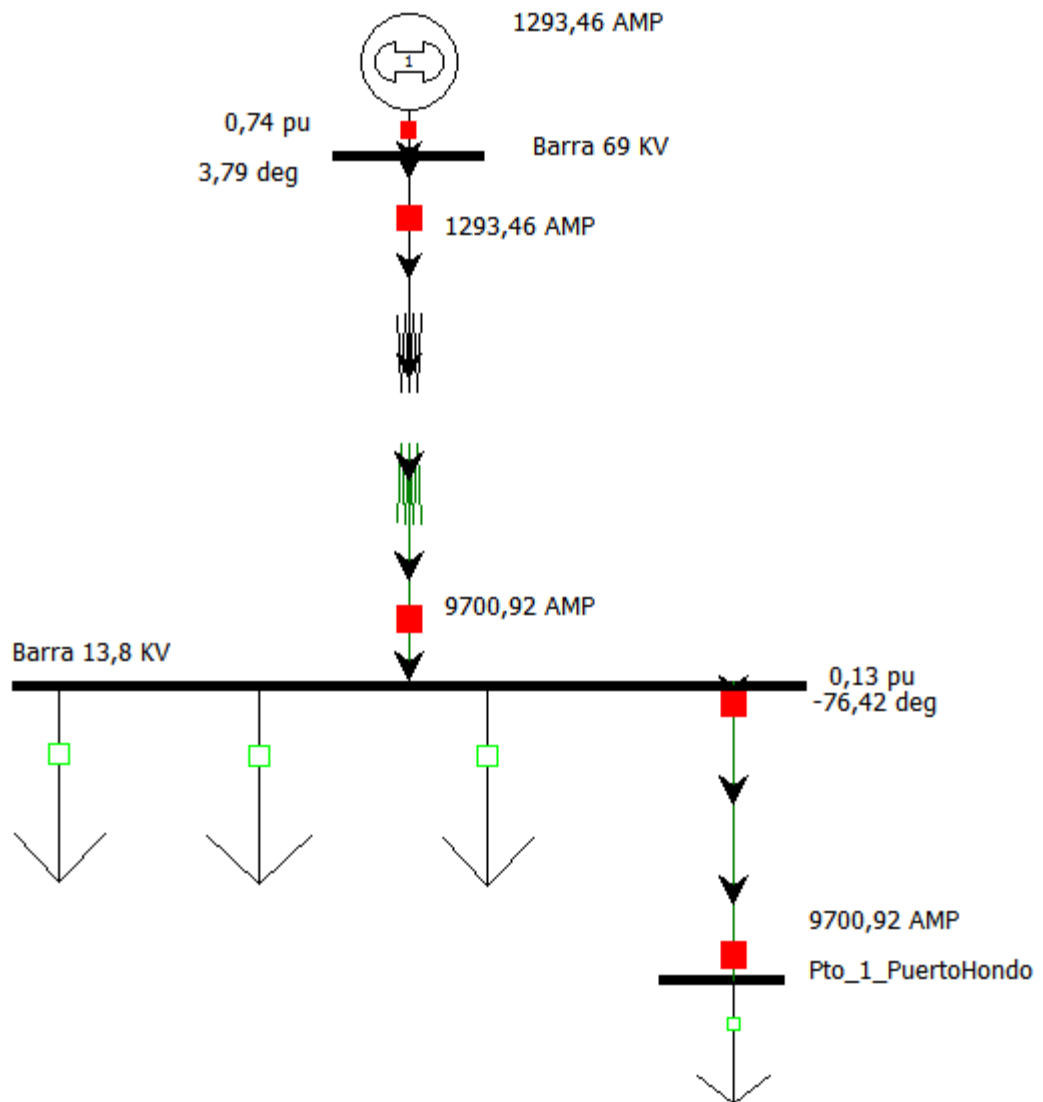 1293,46 AMP
1
0,74 pu
Barra 69 KV
3,79 deg
1293,46 AMP
9700,92 AMP
Barra 13,8 KV
0,13 pu
-76,42 deg
9700,92 AMP
Pto_1_PuertoHondo